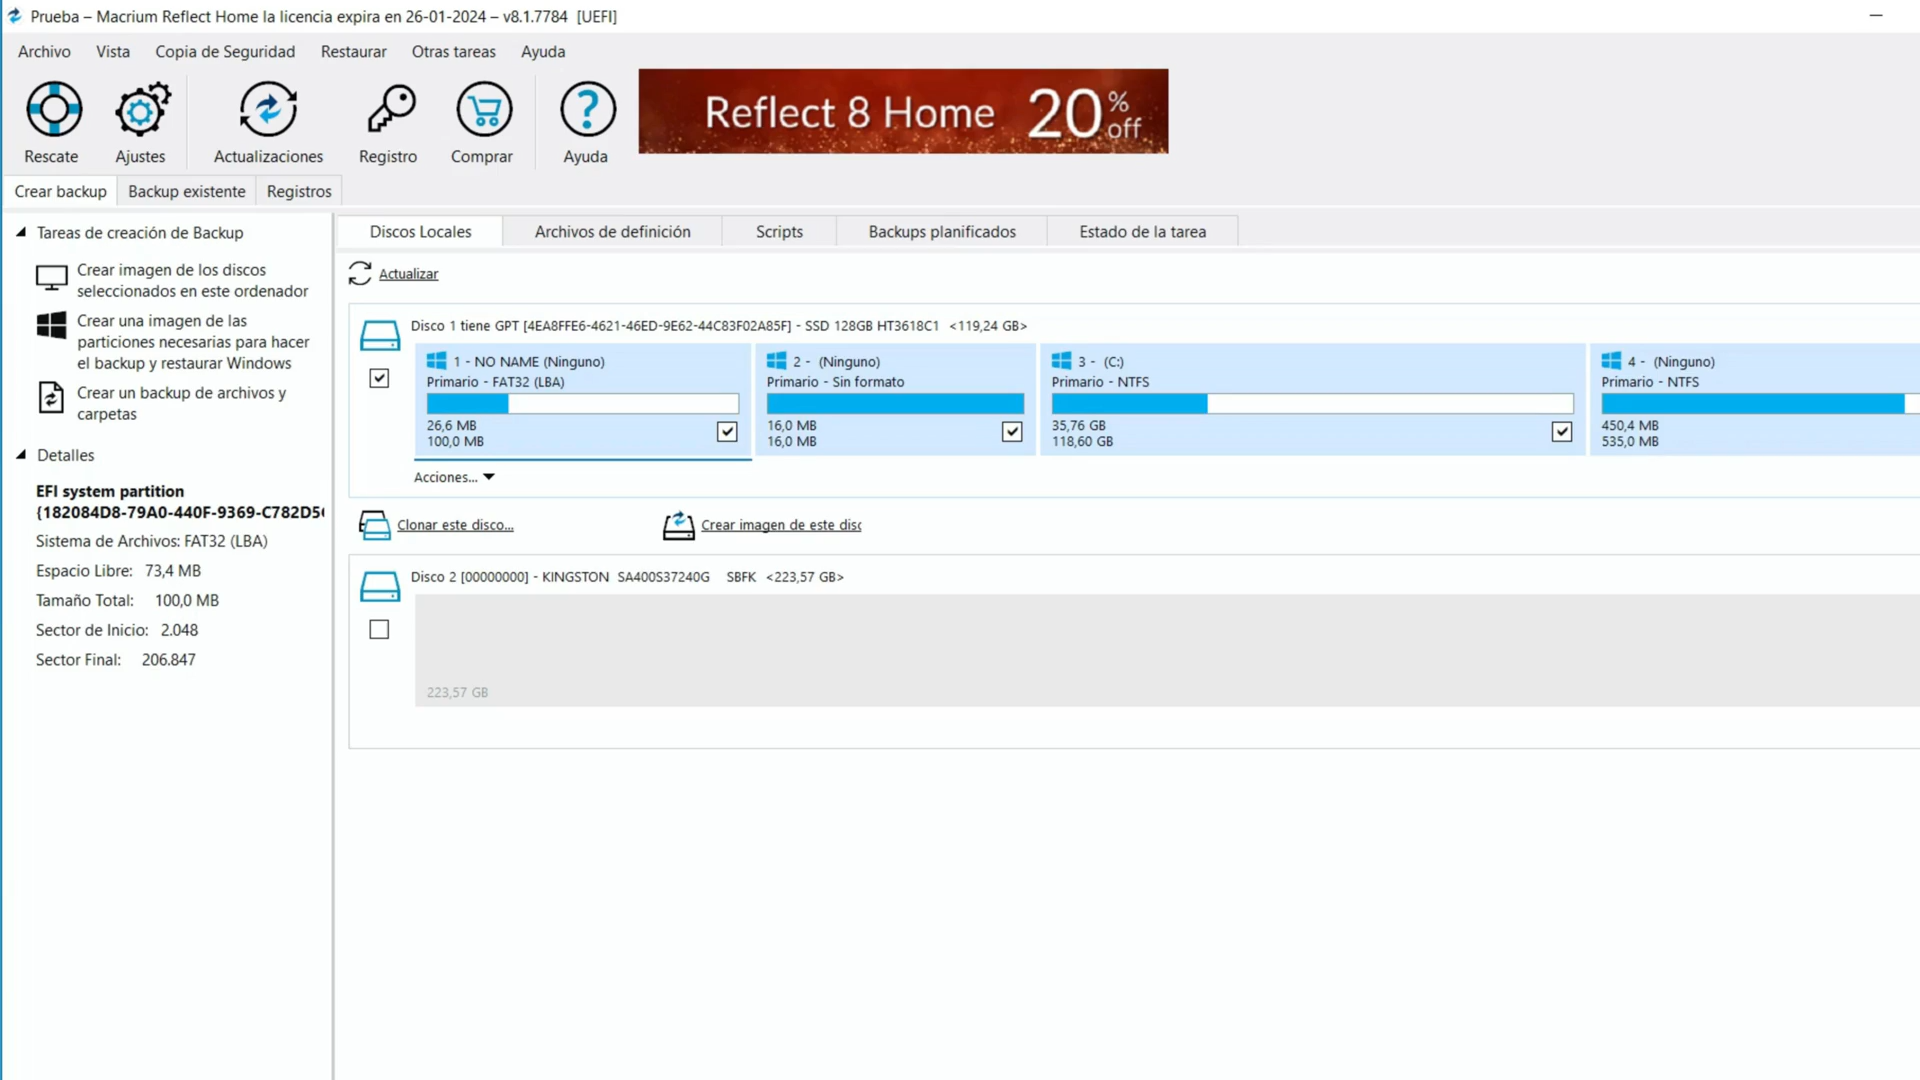 Prueba – Macrium Reflect Home la licencia expira en 26-01-2024 – v8.1.7784 [UEFI]
Archivo Vista Copia de Seguridad Restaurar Otras tareas Ayuda
Rescate Ajustes Actualizaciones Registro Comprar Ayuda
Reflect 8 Home 20% off
Crear backup Backup existente Registros
Tareas de creación de Backup
Crear imagen de los discos
seleccionados en este ordenador
Crear una imagen de las
particiones necesarias para hacer
el backup y restaurar Windows
Crear un backup de archivos y
carpetas
Detalles
EFI system partition
{182084D8-79A0-440F-9369-C782D5
Sistema de Archivos: FAT32 (LBA)
Espacio Libre: 73,4 MB
Tamaño Total: 100,0 MB
Sector de Inicio: 2.048
Sector Final: 206.847
Discos Locales Archivos de definición Scripts Backups planificados Estado de la tarea
Actualizar
Disco 1 tiene GPT [4EA8FFE6-4621-46ED-9E62-44C83F02A85F] - SSD 128GB HT3618C1 <119,24 GB>
1 - NO NAME (Ninguno)
Primario - FAT32 (LBA)
26,6 MB
100,0 MB
2 - (Ninguno)
Primario - Sin formato
16,0 MB
16,0 MB
3 - (C:)
Primario - NTFS
35,76 GB
118,60 GB
4 - (Ninguno)
Primario - NTFS
450,4 MB
535,0 MB
Acciones...
Clonar este disco... Crear imagen de este disc
Disco 2 [00000000] - KINGSTON SA400S37240G SBFK <223,57 GB>
223,57 GB